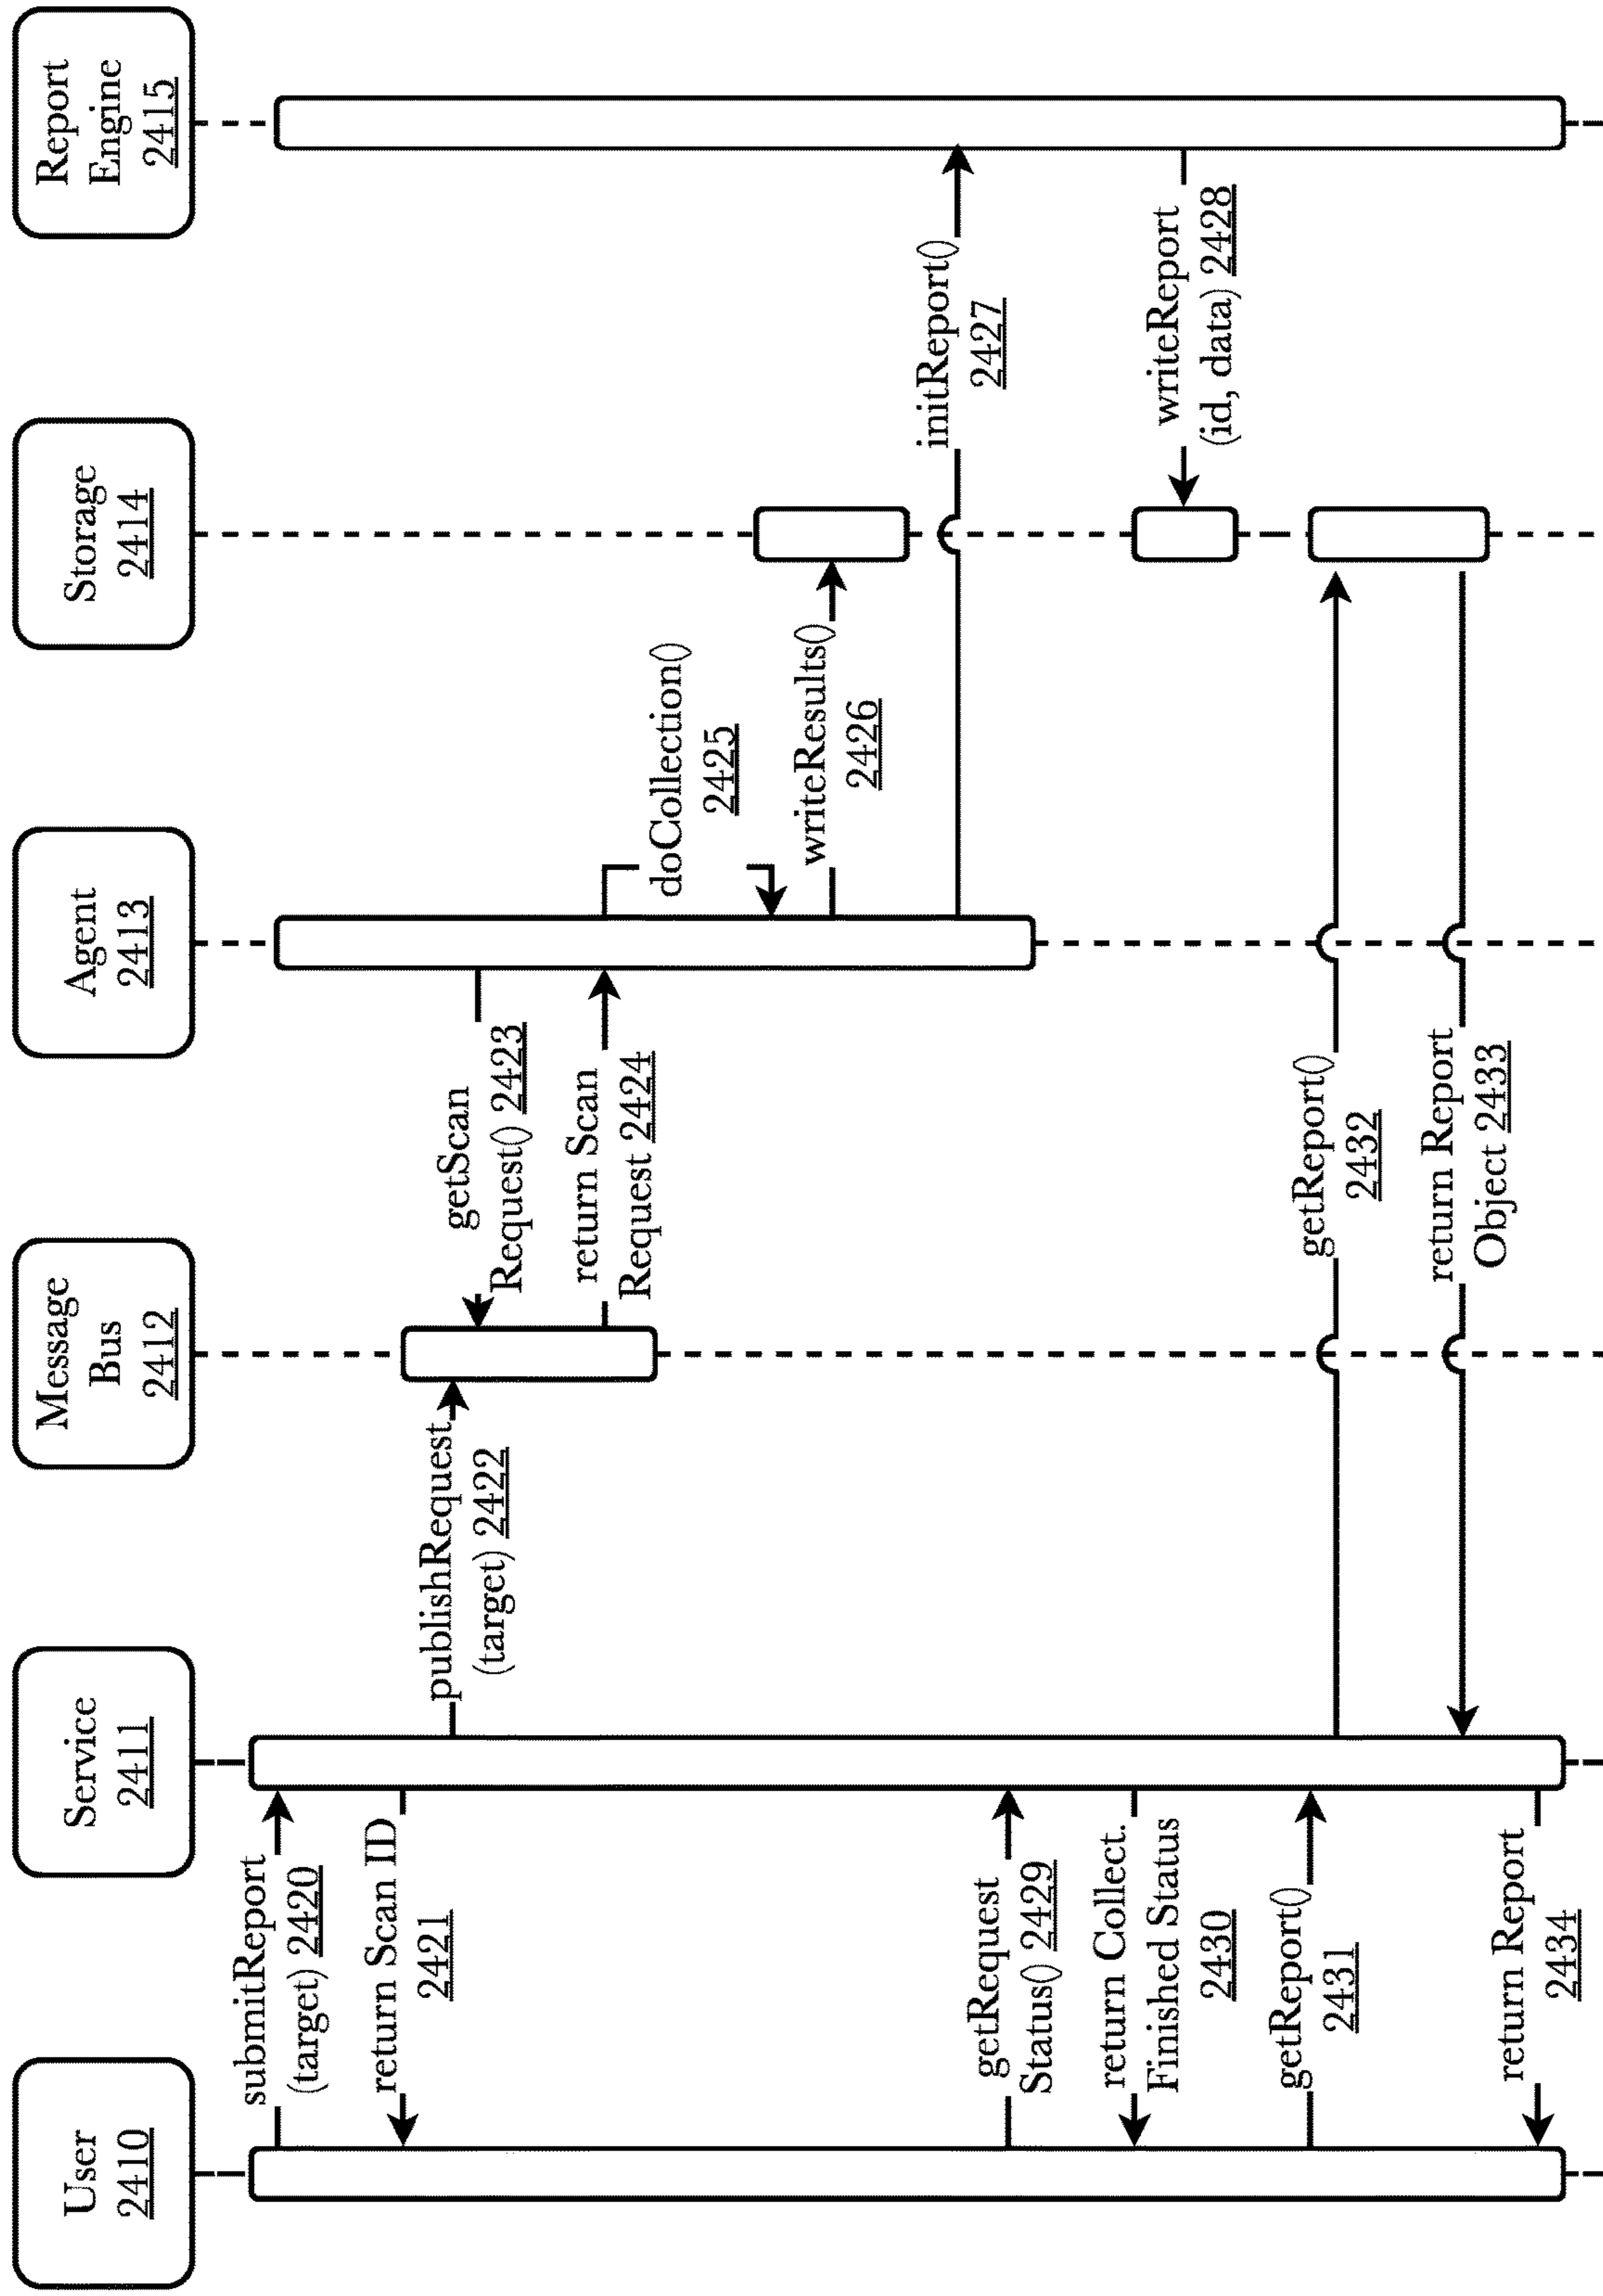 User
2410
Service
2411
Message
Bus
2412
Agent
2413
Storage
2414
Report
Engine
2415
submitReport
(target) 2420
return Scan ID
2421
publishRequest
(target) 2422
getScan
Request() 2423
return Scan
Request 2424
doCollection()
2425
writeResults()
2426
initReport()
2427
getRequest
Status() 2429
return Collect.
Finished Status
2430
writeReport
(id, data) 2428
getReport()
2431
getReport()
2432
return Report
Object 2433
return Report
2434